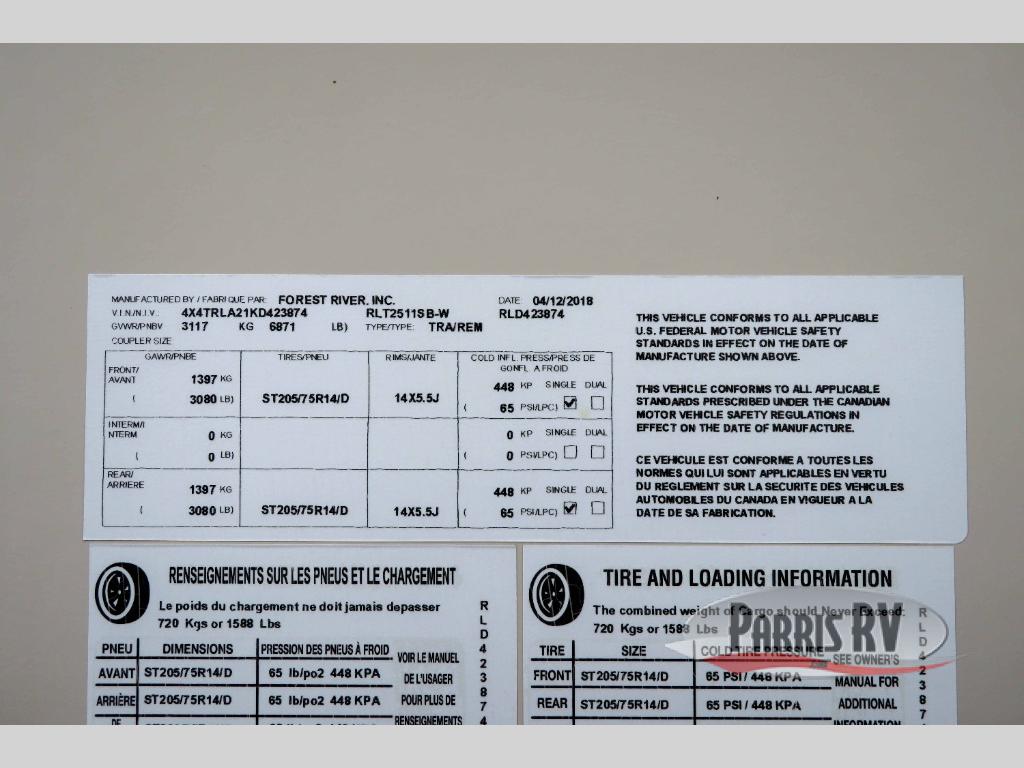 MANUFACTURED BY / FABRIQUE PAR: FOREST RIVER, INC. DATE: 04/12/2018
V.I.N./N.I.V.: 4X4TRLA21KD423874 RLT2511SB-W RLD423874
GVWR/PNBV 3117 KG 6871 LB) TYPE/TYPE: TRA/REM
COUPLER SIZE
GAWR/PNBE TIRES/PNEU RIMS/JANTE COLD INFL. PRESS/PRESS DE
GONFL. A FROID
FRONT/
AVANT 1397 KG 448 KP SINGLE DUAL
( 3080 LB) ST205/75R14/D 14X5.5J ( 65 PSI/LPC)
INTERM/I
NTERM 0 KG 0 KP SINGLE DUAL
( 0 LB) ( 0 PSI/LPC)
REAR/
ARRIERE 1397 KG 448 KP SINGLE DUAL
( 3080 LB) ST205/75R14/D 14X5.5J ( 65 PSI/LPC)
THIS VEHICLE CONFORMS TO ALL APPLICABLE
U.S. FEDERAL MOTOR VEHICLE SAFETY
STANDARDS IN EFFECT ON THE DATE OF
MANUFACTURE SHOWN ABOVE.
THIS VEHICLE CONFORMS TO ALL APPLICABLE
STANDARDS PRESCRIBED UNDER THE CANADIAN
MOTOR VEHICLE SAFETY REGULATIONS IN
EFFECT ON THE DATE OF MANUFACTURE.
CE VEHICULE EST CONFORME A TOUTES LES
NORMES QUI LUI SONT APPLICABLES EN VERTU
DU REGLEMENT SUR LA SECURITE DES VEHICULES
AUTOMOBILES DU CANADA EN VIGUEUR A LA
DATE DE SA FABRICATION.
RENSEIGNEMENTS SUR LES PNEUS ET LE CHARGEMENT
Le poids du chargement ne doit jamais depasser
720 Kgs or 1588 Lbs
PNEU DIMENSIONS PRESSION DES PNEUS À FROID
AVANT ST205/75R14/D 65 lb/po2 448 KPA
ARRIÈRE ST205/75R14/D 65 lb/po2 448 KPA
DE
VOIR LE MANUEL
DE L'USAGER
POUR PLUS DE
RENSEIGNEMENTS
RLD423874
TIRE AND LOADING INFORMATION
The combined weight of Cargo should Never Exceed:
720 Kgs or 1588 Lbs
TIRE SIZE COLD TIRE PRESSURE
FRONT ST205/75R14/D 65 PSI / 448 KPA
REAR ST205/75R14/D 65 PSI / 448 KPA
SEE OWNER'S
MANUAL FOR
ADDITIONAL
INFORMATION
RLD42387
PARRIS RV
.com